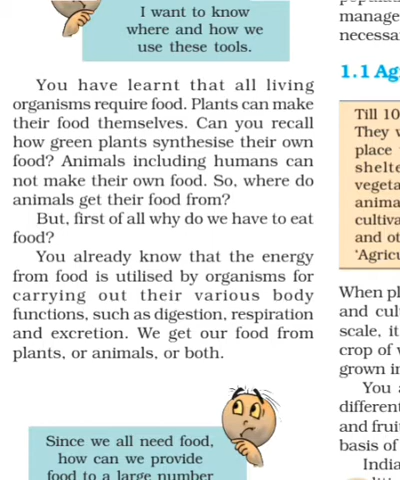 I want to know
where and how we
use these tools.
You have learnt that all living
organisms require food. Plants can make
their food themselves. Can you recall
how green plants synthesise their own
food? Animals including humans can
not make their own food. So, where do
animals get their food from?
But, first of all why do we have to eat
food?
You already know that the energy
from food is utilised by organisms for
carrying out their various body
functions, such as digestion, respiration
and excretion. We get our food from
plants, or animals, or both.
Since we all need food,
how can we provide
food to a large number
manage
necessa
1.1 Ag
Till 10
They
place
shelte
vegeta
anima
cultiva
and ot
'Agricu
When pl
and cul
scale, it
crop of
grown in
You
different
and frui
basis of
India